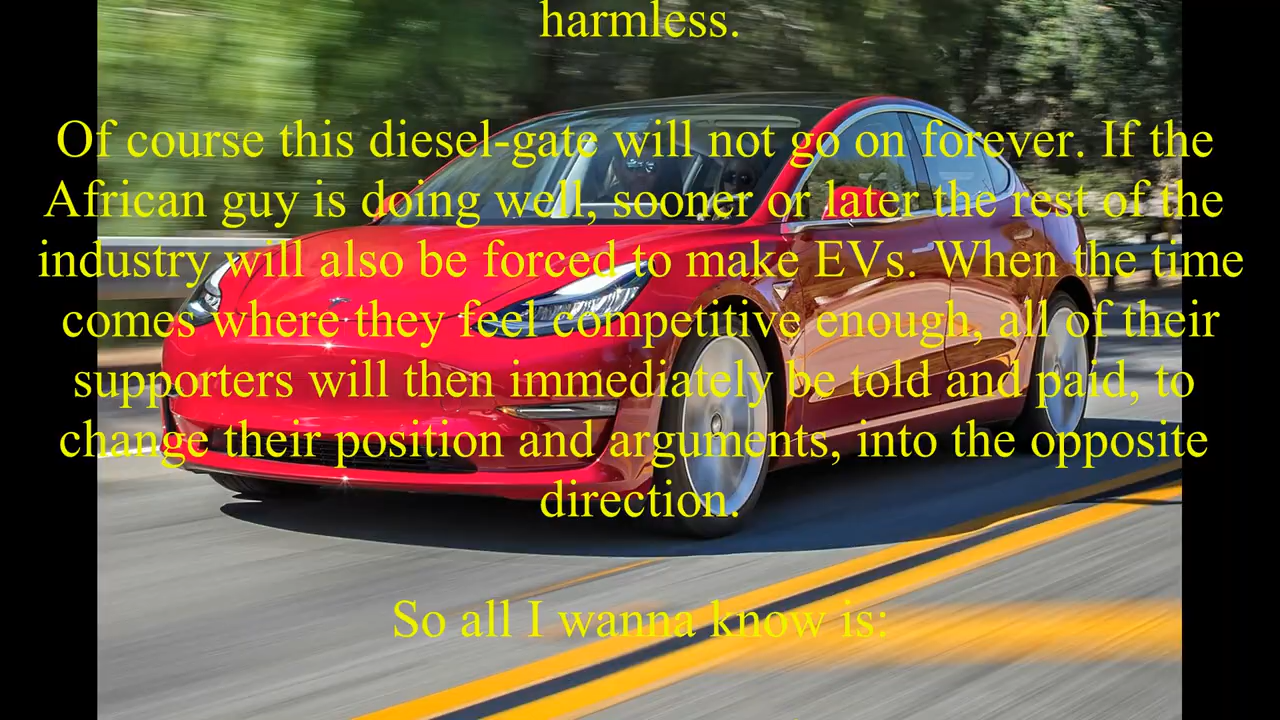 harmless.
Of course this diesel-gate will not go on forever. If the
African guy is doing well, sooner or later the rest of the
industry will also be forced to make EVs. When the time
comes where they feel competitive enough, all of their
supporters will then immediately be told and paid, to
change their position and arguments, into the opposite
direction.
So all I wanna know is: